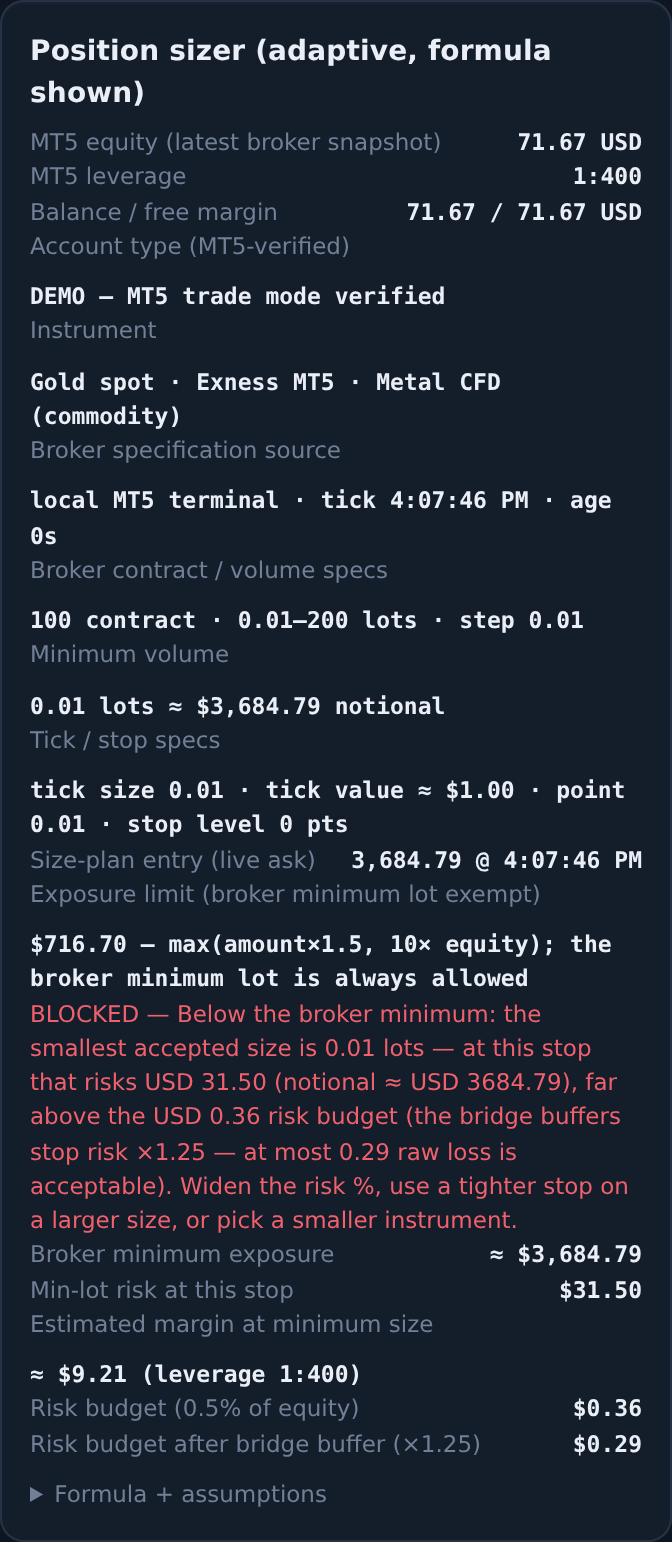 Position sizer (adaptive, formula
shown)
MT5 equity (latest broker snapshot) 71.67 USD
MT5 leverage 1:400
Balance / free margin 71.67 / 71.67 USD
Account type (MT5-verified)
DEMO — MT5 trade mode verified
Instrument
Gold spot · Exness MT5 · Metal CFD
(commodity)
Broker specification source
local MT5 terminal · tick 4:07:46 PM · age
0s
Broker contract / volume specs
100 contract · 0.01–200 lots · step 0.01
Minimum volume
0.01 lots ≈ $3,684.79 notional
Tick / stop specs
tick size 0.01 · tick value ≈ $1.00 · point
0.01 · stop level 0 pts
Size-plan entry (live ask) 3,684.79 @ 4:07:46 PM
Exposure limit (broker minimum lot exempt)
$716.70 — max(amount×1.5, 10× equity); the
broker minimum lot is always allowed
BLOCKED — Below the broker minimum: the
smallest accepted size is 0.01 lots — at this stop
that risks USD 31.50 (notional ≈ USD 3684.79), far
above the USD 0.36 risk budget (the bridge buffers
stop risk ×1.25 — at most 0.29 raw loss is
acceptable). Widen the risk %, use a tighter stop on
a larger size, or pick a smaller instrument.
Broker minimum exposure ≈ $3,684.79
Min-lot risk at this stop $31.50
Estimated margin at minimum size
≈ $9.21 (leverage 1:400)
Risk budget (0.5% of equity) $0.36
Risk budget after bridge buffer (×1.25) $0.29
▶ Formula + assumptions